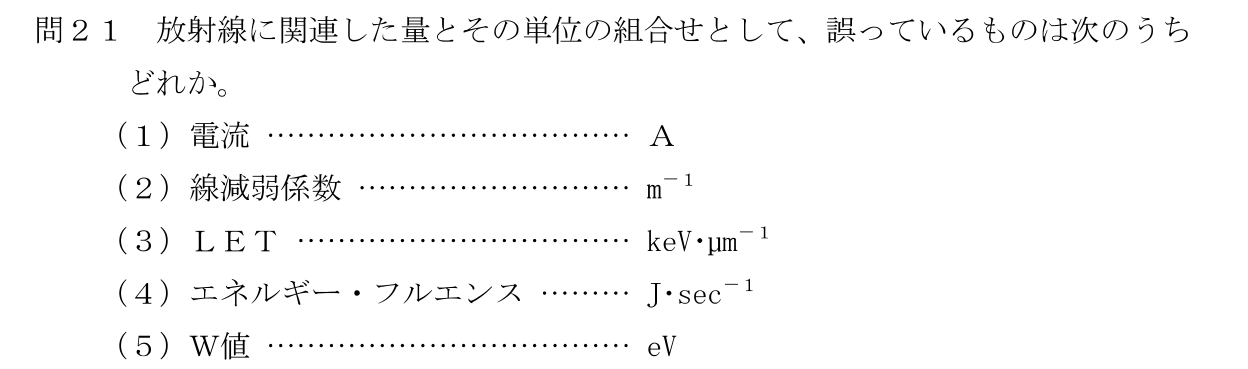 問２１　放射線に関連した量とその単位の組合せとして、誤っているものは次のうち
どれか。
（１）電流 ……………………………… Ａ
（２）線減弱係数 ……………………… m⁻¹
（３）ＬＥＴ …………………………… keV･μm⁻¹
（４）エネルギー・フルエンス ……… J･sec⁻¹
（５）Ｗ値 ……………………………… eV